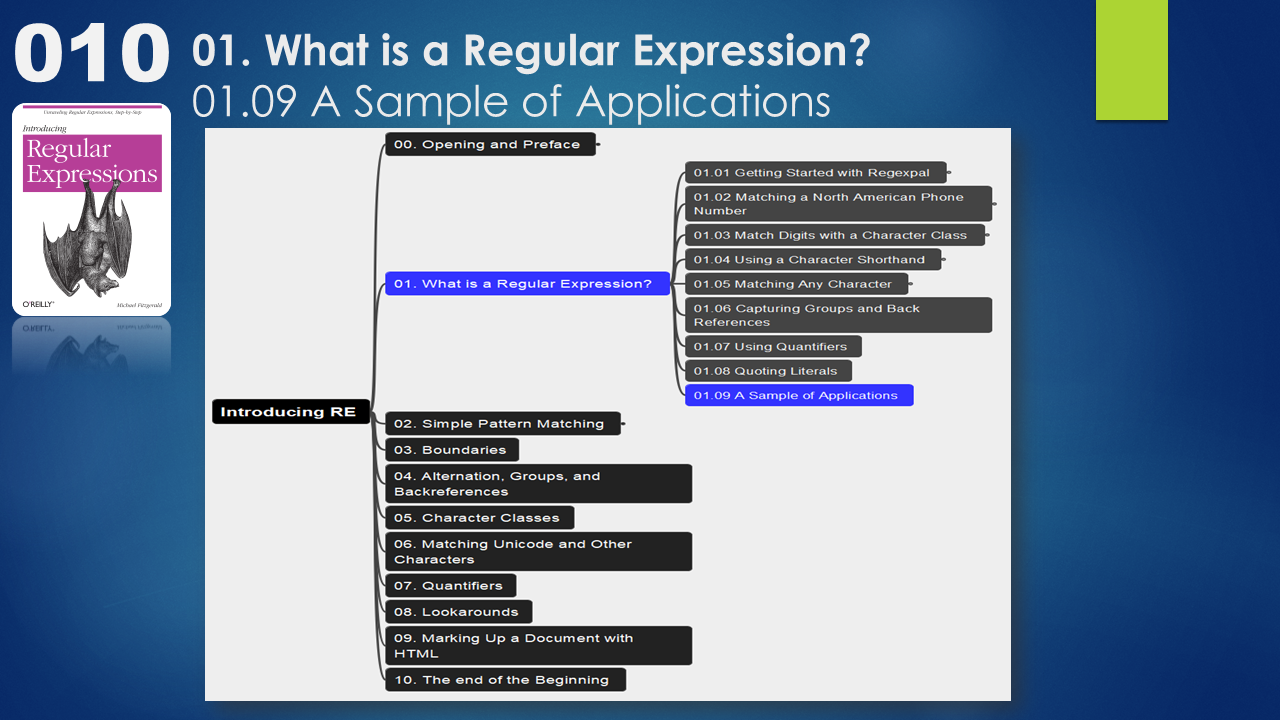 010
01. What is a Regular Expression?
01.09 A Sample of Applications
Unraveling Regular Expressions, Step-by-Step
Introducing
Regular
Expressions
O'REILLY®
Michael Fitzgerald
Introducing RE
00. Opening and Preface
01. What is a Regular Expression?
01.01 Getting Started with Regexpal
01.02 Matching a North American Phone
Number
01.03 Match Digits with a Character Class
01.04 Using a Character Shorthand
01.05 Matching Any Character
01.06 Capturing Groups and Back
References
01.07 Using Quantifiers
01.08 Quoting Literals
01.09 A Sample of Applications
02. Simple Pattern Matching
03. Boundaries
04. Alternation, Groups, and
Backreferences
05. Character Classes
06. Matching Unicode and Other
Characters
07. Quantifiers
08. Lookarounds
09. Marking Up a Document with
HTML
10. The end of the Beginning